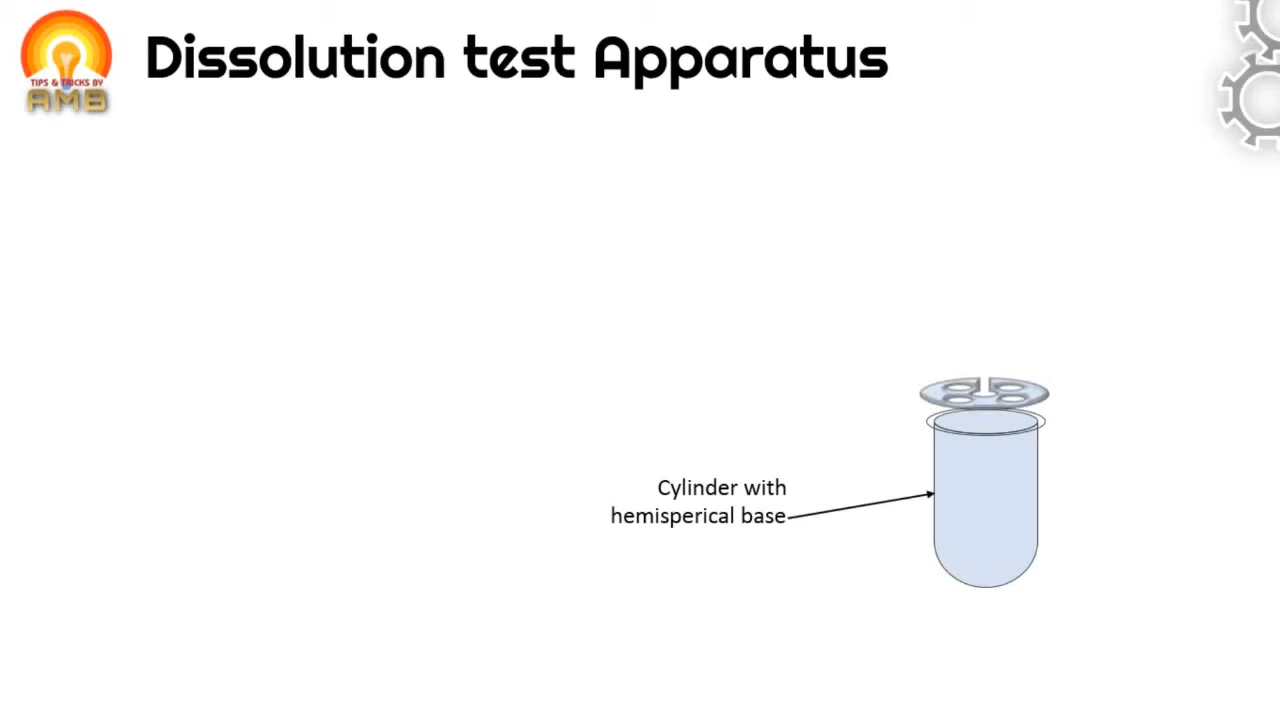 Dissolution test Apparatus
TIPS & TRICKS BY
AMB
Cylinder with
hemisperical base